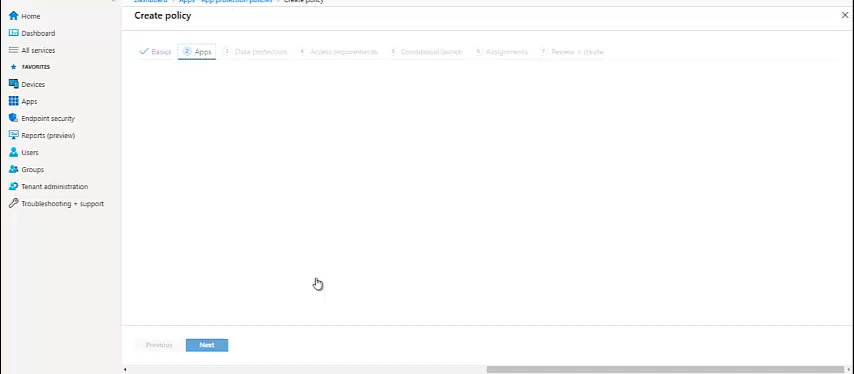 Dashboard > Apps - App protection policies > Create policy
Create policy
Home
Dashboard
All services
FAVORITES
Devices
Apps
Endpoint security
Reports (preview)
Users
Groups
Tenant administration
Troubleshooting + support
Basics 2 Apps 3 Data protection 4 Access requirements 5 Conditional launch 6 Assignments 7 Review + create
Previous Next